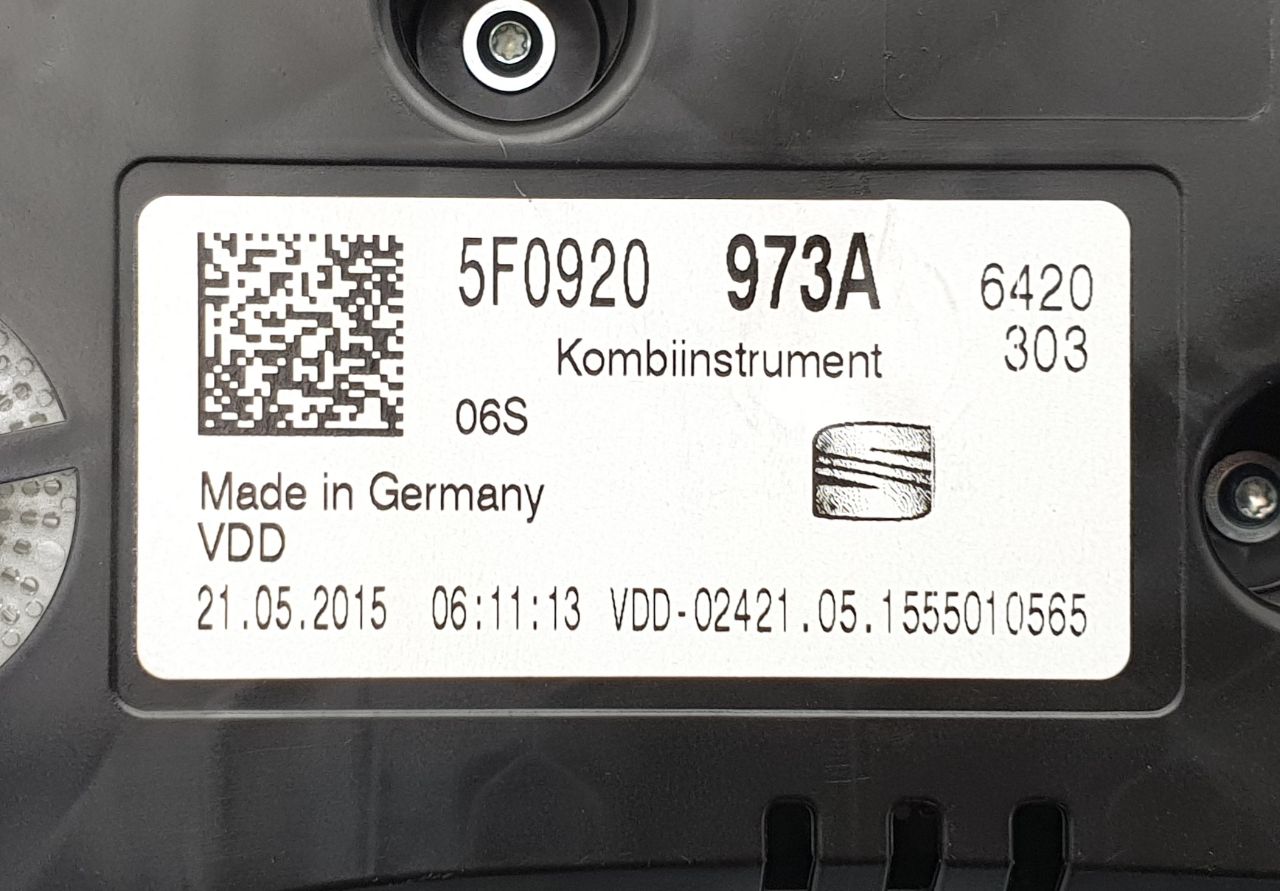 5F0920 973A 6420
303
Kombiinstrument
06S
Made in Germany
VDD
21.05.2015 06:11:13 VDD-02421.05.1555010565